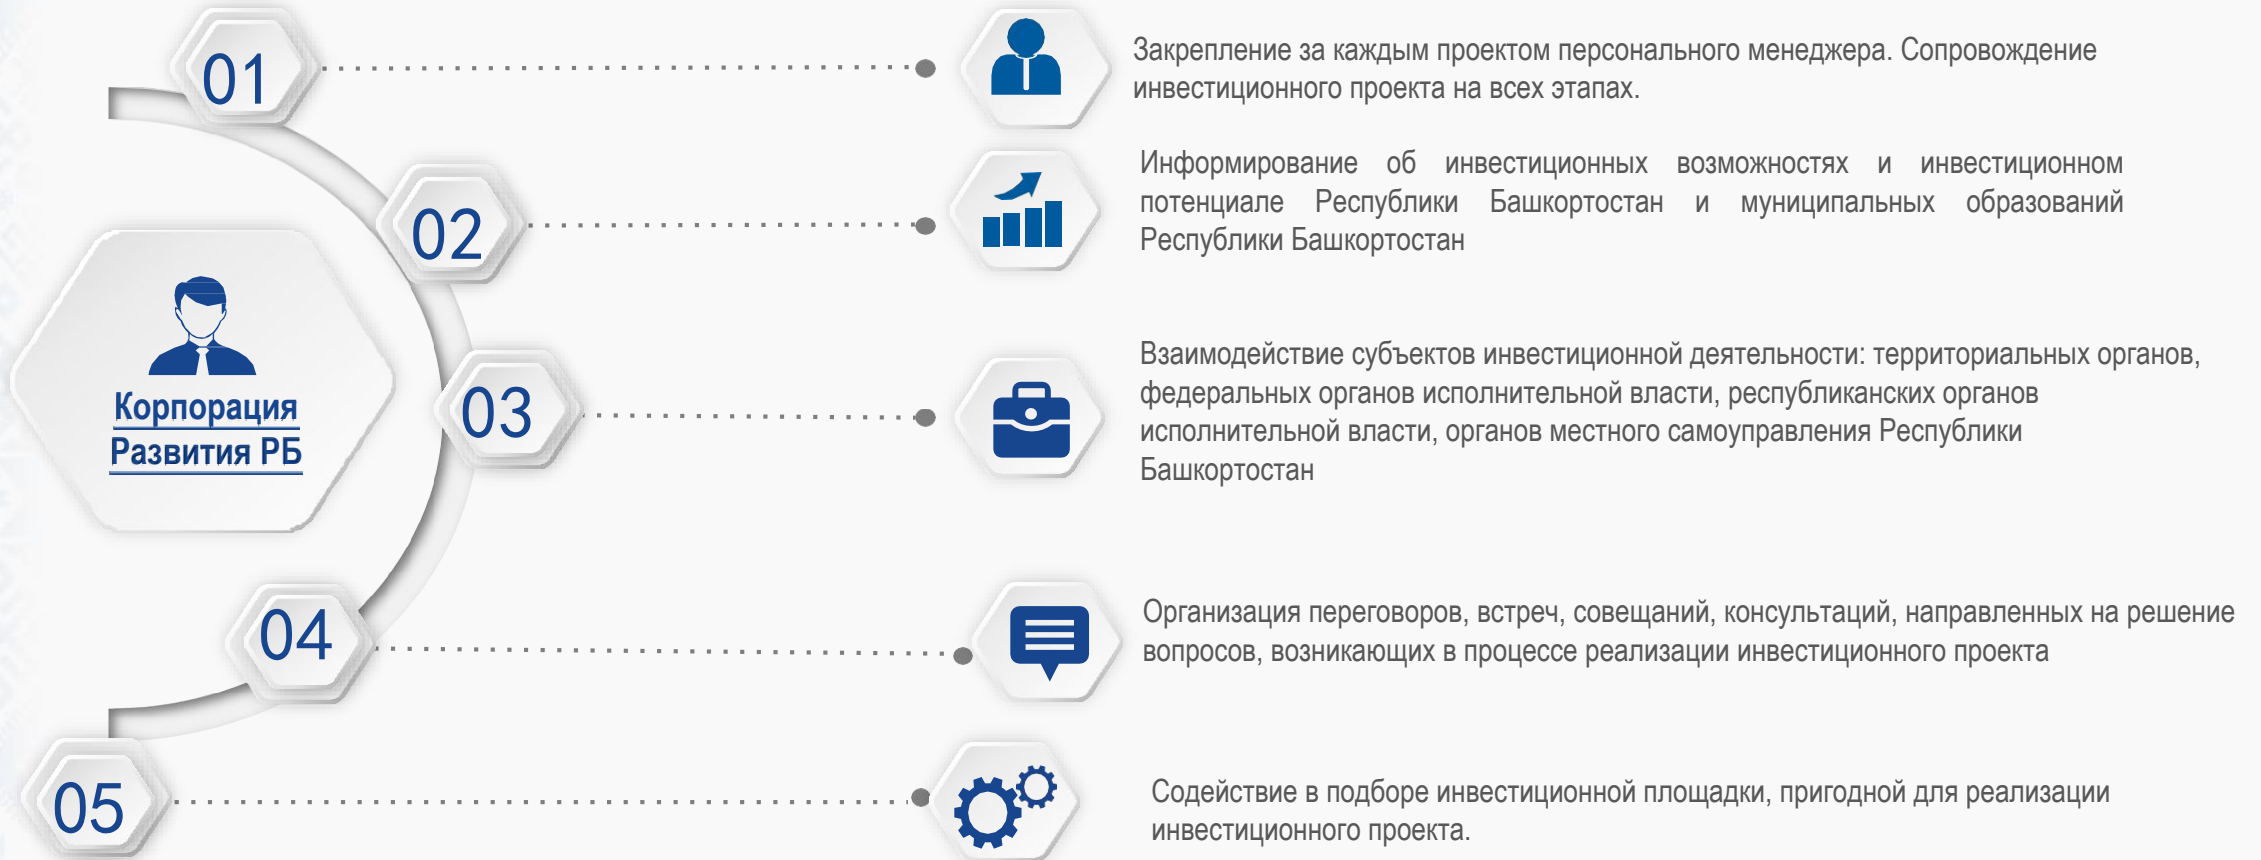 01
Закрепление за каждым проектом персонального менеджера. Сопровождение
инвестиционного проекта на всех этапах.
02
Информирование об инвестиционных возможностях и инвестиционном
потенциале Республики Башкортостан и муниципальных образований
Республики Башкортостан
Корпорация
Развития РБ
03
Взаимодействие субъектов инвестиционной деятельности: территориальных органов,
федеральных органов исполнительной власти, республиканских органов
исполнительной власти, органов местного самоуправления Республики
Башкортостан
04
Организация переговоров, встреч, совещаний, консультаций, направленных на решение
вопросов, возникающих в процессе реализации инвестиционного проекта
05
Содействие в подборе инвестиционной площадки, пригодной для реализации
инвестиционного проекта.